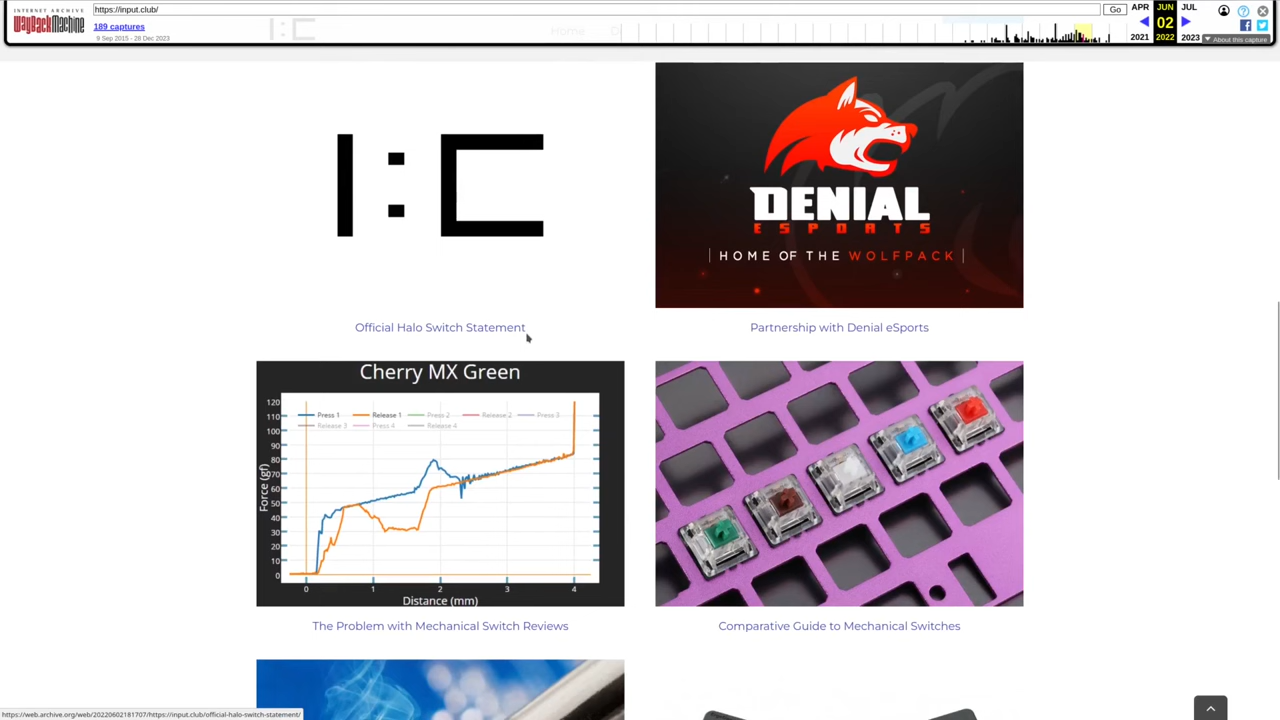 INTERNET ARCHIVE
WayBackMachine
https://input.club/
Go
189 captures
9 Sep 2015 - 28 Dec 2023
APR JUN JUL
02
2021 2022 2023
About this capture
I:C
Home
I:C
DENIAL
ESPORTS
HOME OF THE WOLFPACK
Official Halo Switch Statement
Partnership with Denial eSports
Cherry MX Green
Press 1 Release 1 Press 2 Release 2 Press 3
Release 3 Press 4 Release 4
120
110
100
90
80
70
60
50
40
30
20
10
0
Force (gf)
0 1 2 3 4
Distance (mm)
The Problem with Mechanical Switch Reviews
Comparative Guide to Mechanical Switches
https://web.archive.org/web/20220602181707/https://input.club/official-halo-switch-statement/